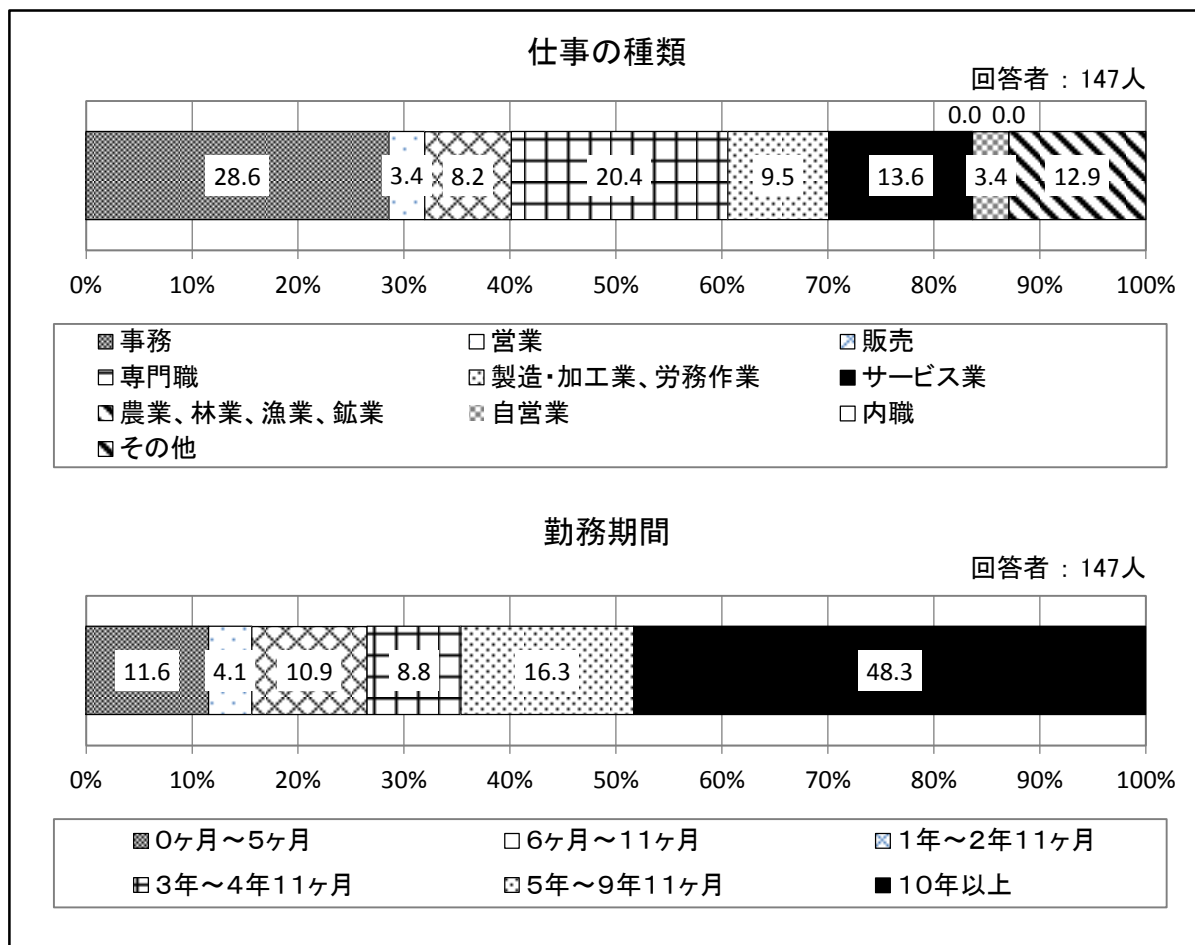 仕事の種類
回答者 : 147人
0.0 0.0
28.6 3.4 8.2 20.4 9.5 13.6 3.4 12.9
0% 10% 20% 30% 40% 50% 60% 70% 80% 90% 100%
事務 営業 販売
専門職 製造・加工業、労務作業 サービス業
農業、林業、漁業、鉱業 自営業 内職
その他
勤務期間
回答者 : 147人
11.6 4.1 10.9 8.8 16.3 48.3
0% 10% 20% 30% 40% 50% 60% 70% 80% 90% 100%
0ヶ月~5ヶ月 6ヶ月~11ヶ月 1年~2年11ヶ月
3年~4年11ヶ月 5年~9年11ヶ月 10年以上